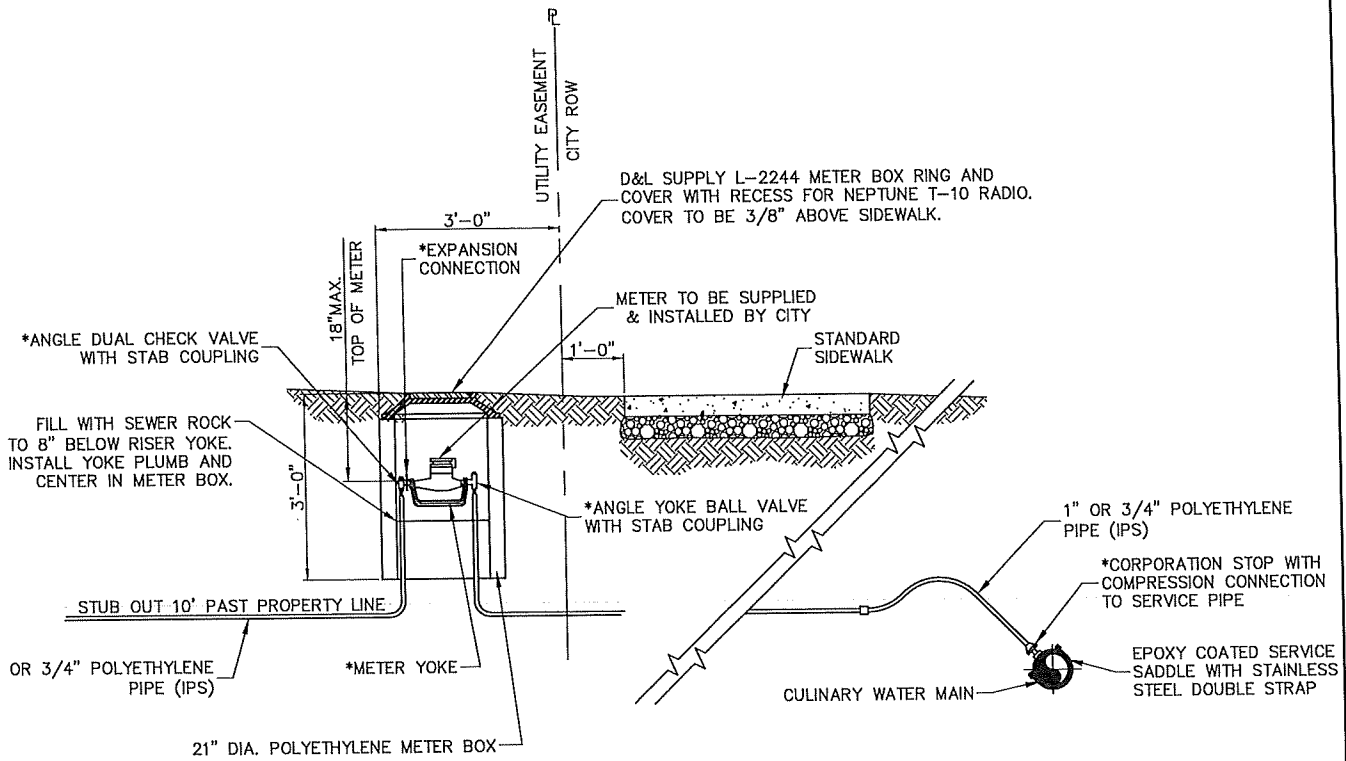 PL
UTILITY EASEMENT
CITY ROW
D&L SUPPLY L-2244 METER BOX RING AND
COVER WITH RECESS FOR NEPTUNE T-10 RADIO.
COVER TO BE 3/8" ABOVE SIDEWALK.
3'-0"
*EXPANSION
CONNECTION
18"MAX.
TOP OF METER
METER TO BE SUPPLIED
& INSTALLED BY CITY
*ANGLE DUAL CHECK VALVE
WITH STAB COUPLING
1'-0"
STANDARD
SIDEWALK
FILL WITH SEWER ROCK
TO 8" BELOW RISER YOKE.
INSTALL YOKE PLUMB AND
CENTER IN METER BOX.
3'-0"
*ANGLE YOKE BALL VALVE
WITH STAB COUPLING
1" OR 3/4" POLYETHYLENE
PIPE (IPS)
*CORPORATION STOP WITH
COMPRESSION CONNECTION
TO SERVICE PIPE
STUB OUT 10' PAST PROPERTY LINE
OR 3/4" POLYETHYLENE
PIPE (IPS)
*METER YOKE
EPOXY COATED SERVICE
SADDLE WITH STAINLESS
STEEL DOUBLE STRAP
CULINARY WATER MAIN
21" DIA. POLYETHYLENE METER BOX